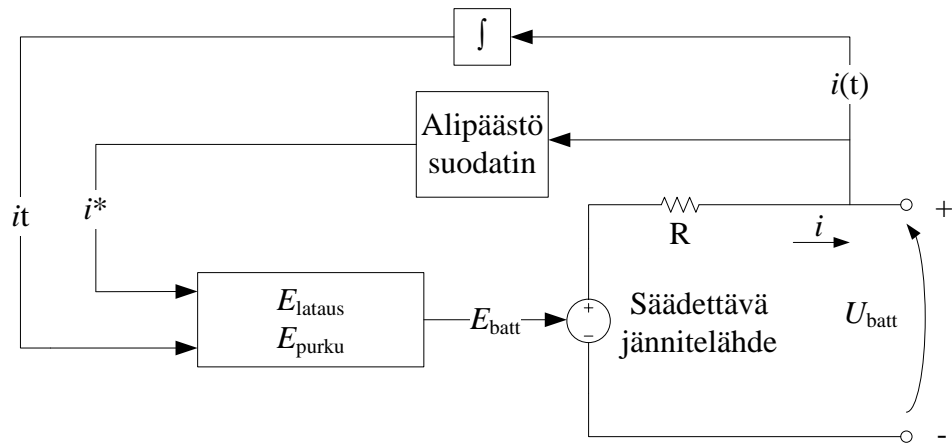 ∫
i(t)
Alipäästö
suodatin
it
i*
R
i
+
E_lataus
E_purku
E_batt
+
−
Säädettävä
jännitelähde
U_batt
-